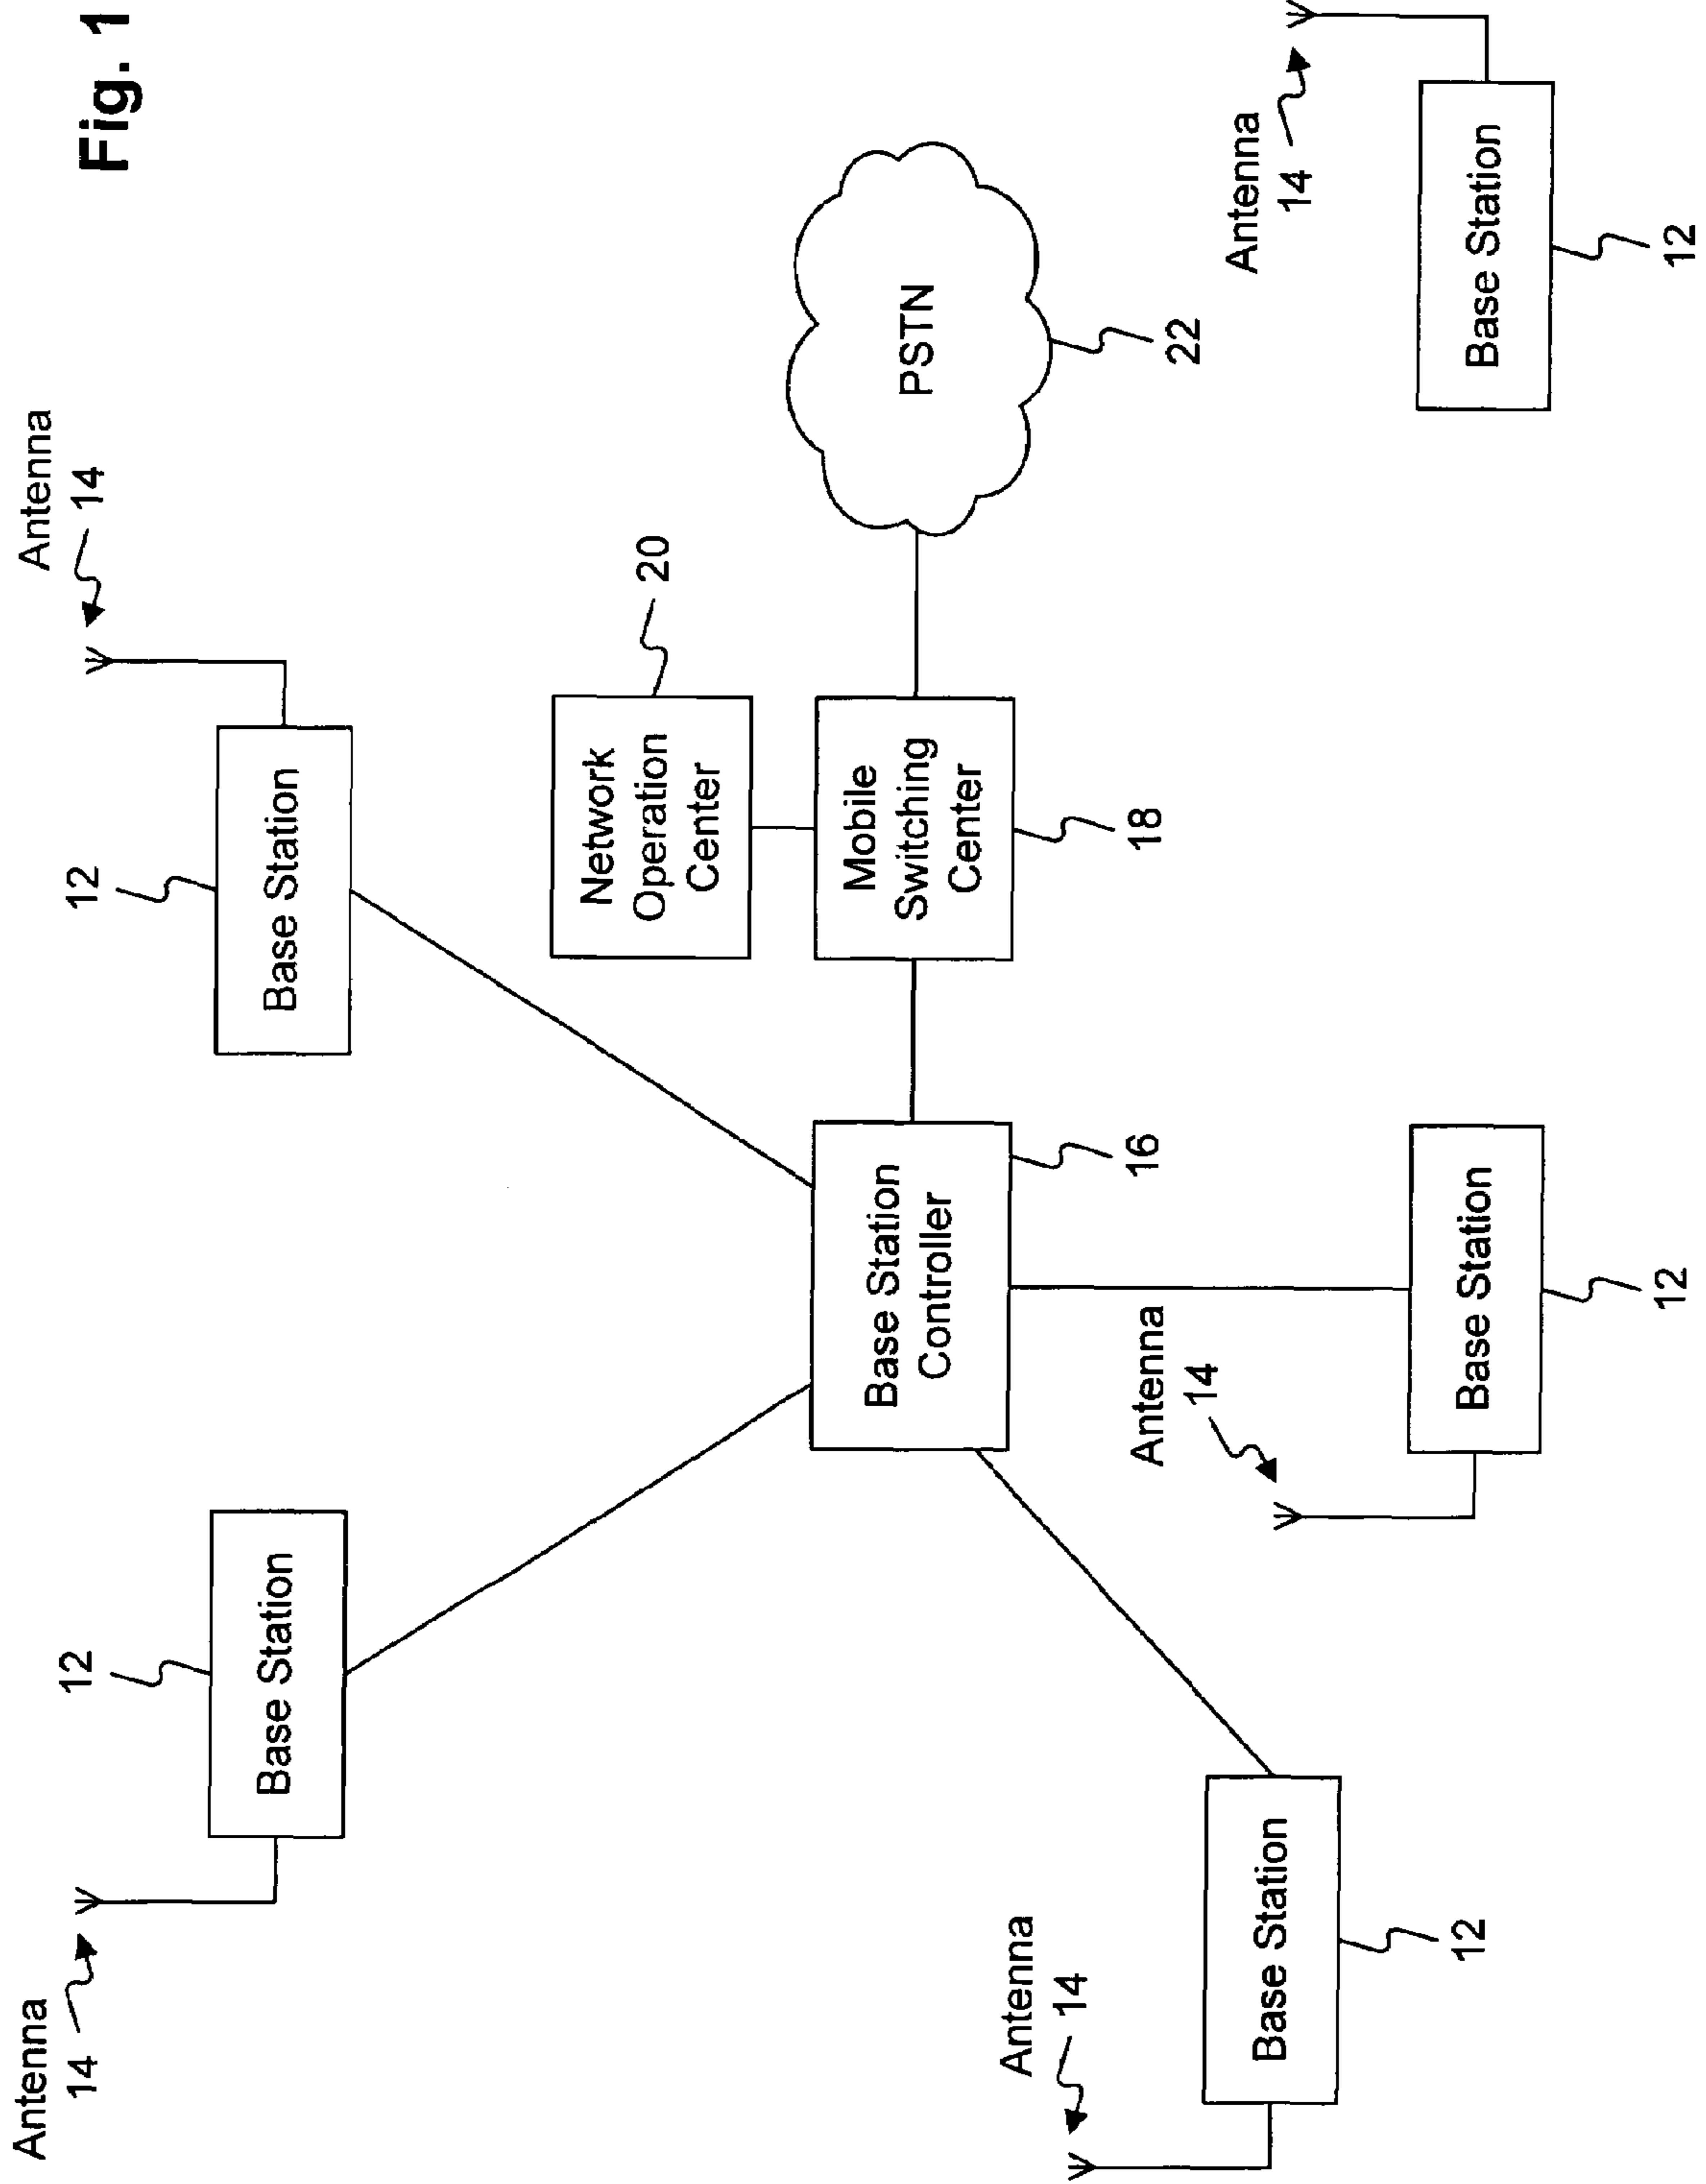 Fig. 1
Antenna
14
12
12
Antenna
14
Base Station
Base Station
Network
Operation
Center
20
Base Station
Controller
Mobile
Switching
Center
PSTN
16
18
22
Antenna
14
Antenna
14
Antenna
14
Base Station
12
Base Station
12
Base Station
12